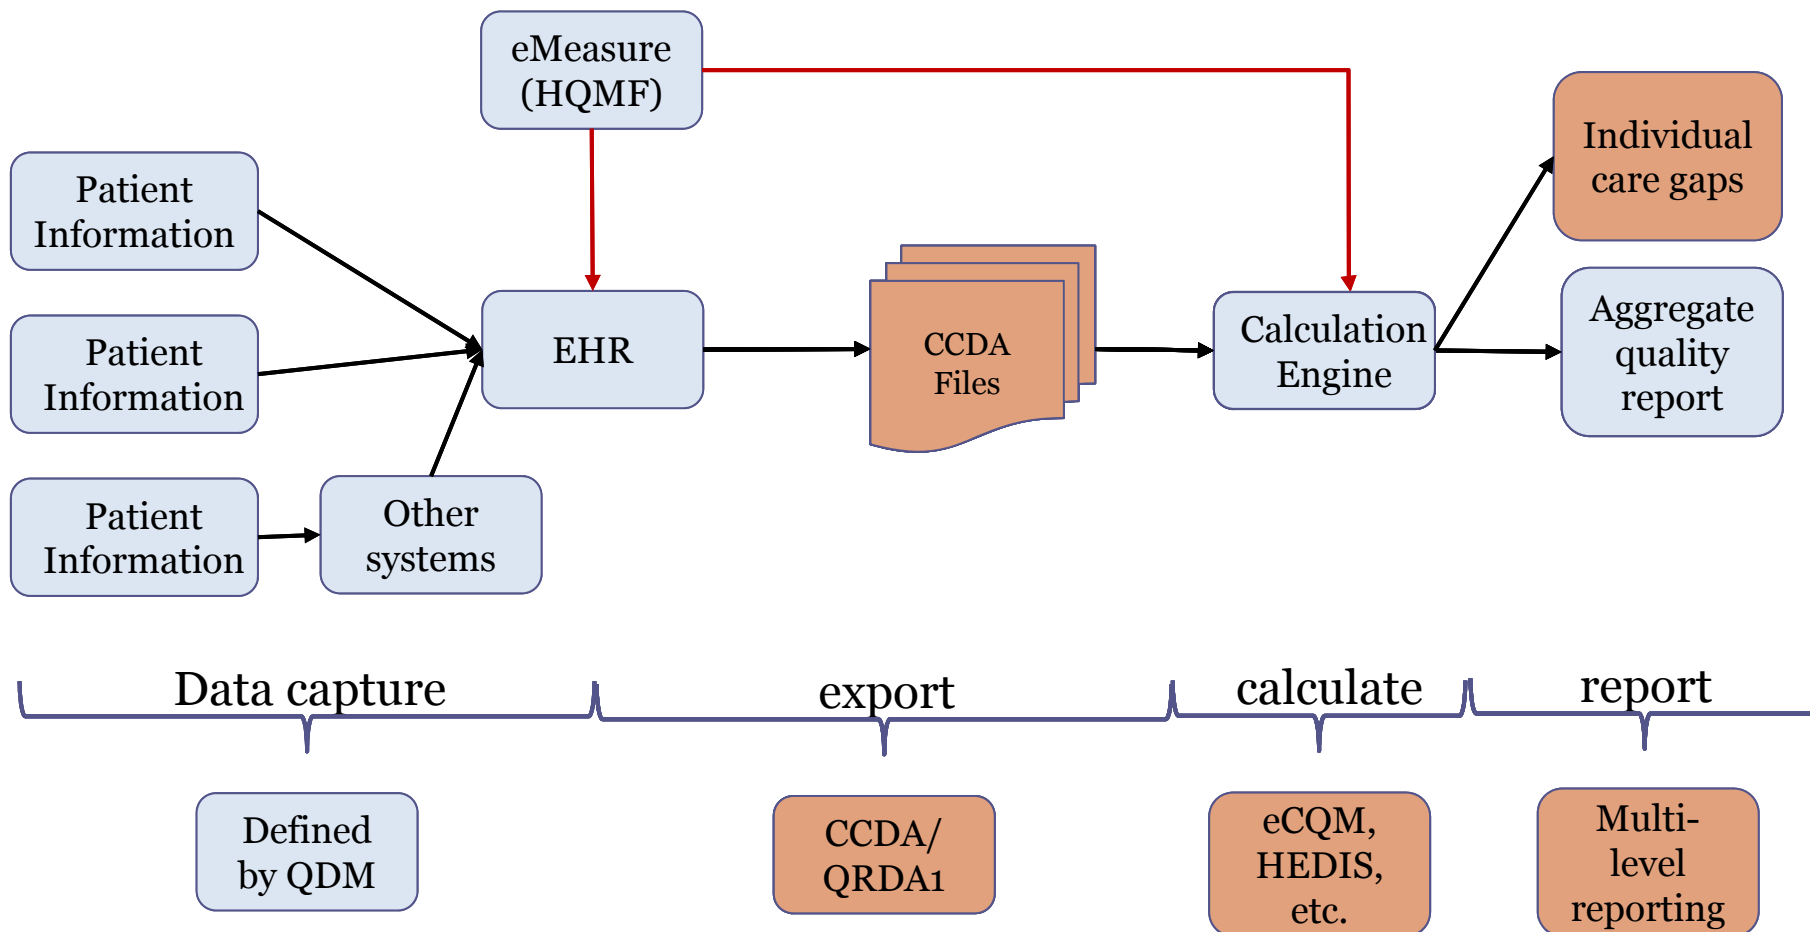 eMeasure
(HQMF)
Patient
Information
Patient
Information
Patient
Information
Other
systems
EHR
CCDA
Files
Calculation
Engine
Individual
care gaps
Aggregate
quality
report
Data capture
export
calculate
report
Defined
by QDM
CCDA/
QRDA1
eCQM,
HEDIS,
etc.
Multi-
level
reporting